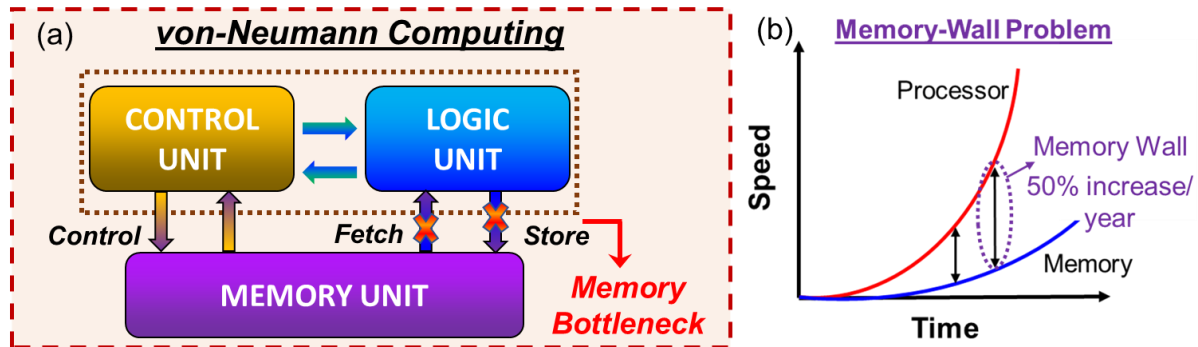 (a)
von-Neumann Computing
CONTROL
UNIT
LOGIC
UNIT
Control
Fetch
Store
MEMORY UNIT
Memory
Bottleneck
(b)
Memory-Wall Problem
Processor
Memory Wall
50% increase/
year
Memory
Speed
Time